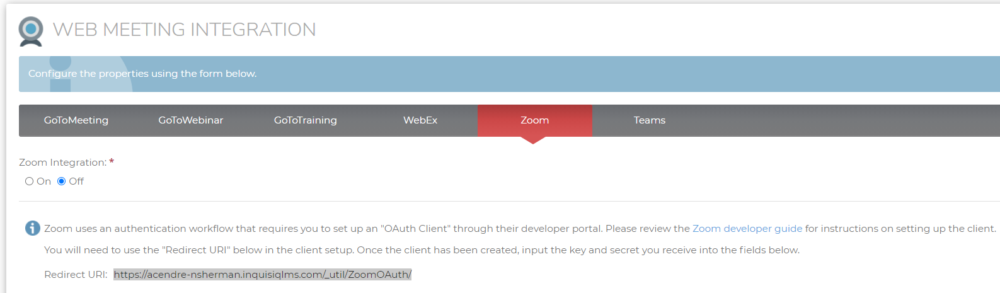 WEB MEETING INTEGRATION
Configure the properties using the form below.
GoToMeeting GoToWebinar GoToTraining WebEx Zoom Teams
Zoom Integration: *
On Off
Zoom uses an authentication workflow that requires you to set up an "OAuth Client" through their developer portal. Please review the Zoom developer guide for instructions on setting up the client.
You will need to use the "Redirect URI" below in the client setup. Once the client has been created, input the key and secret you receive into the fields below.
Redirect URI: https://acendre-nsherman.inquisiqlms.com/_util/ZoomOAuth/